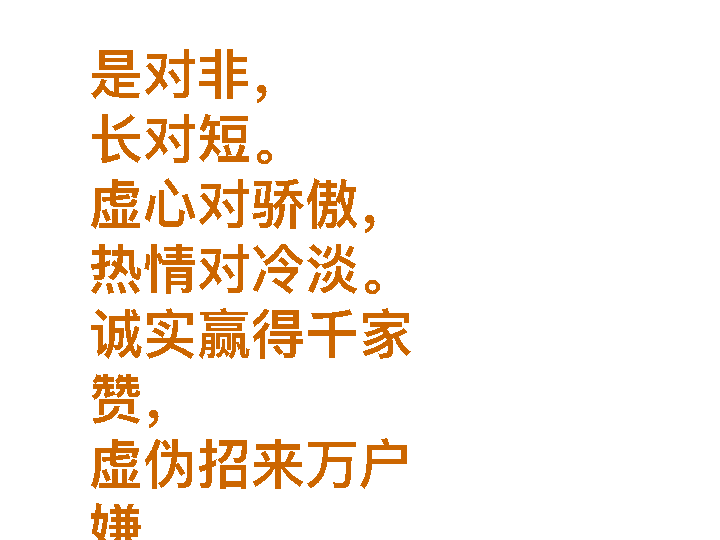 是对非，
长对短。
虚心对骄傲，
热情对冷淡。
诚实赢得千家
赞，
虚伪招来万户
嫌